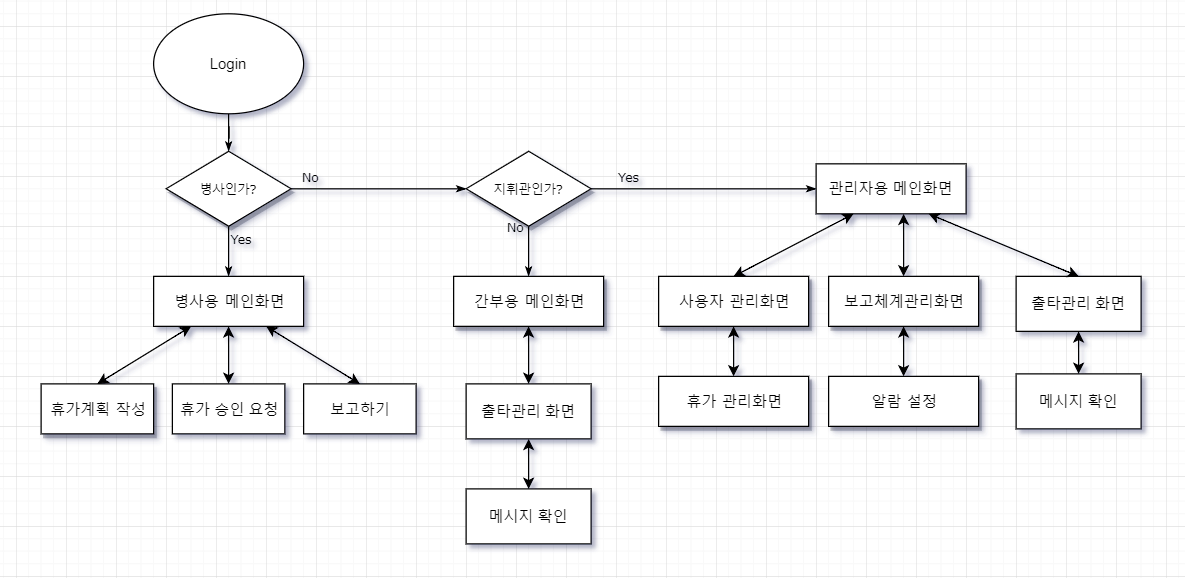 Login
병사인가?
No
지휘관인가?
Yes
관리자용 메인화면
Yes
No
병사용 메인화면
간부용 메인화면
사용자 관리화면
보고체계관리화면
출타관리 화면
휴가계획 작성
휴가 승인 요청
보고하기
출타관리 화면
휴가 관리화면
알람 설정
메시지 확인
메시지 확인